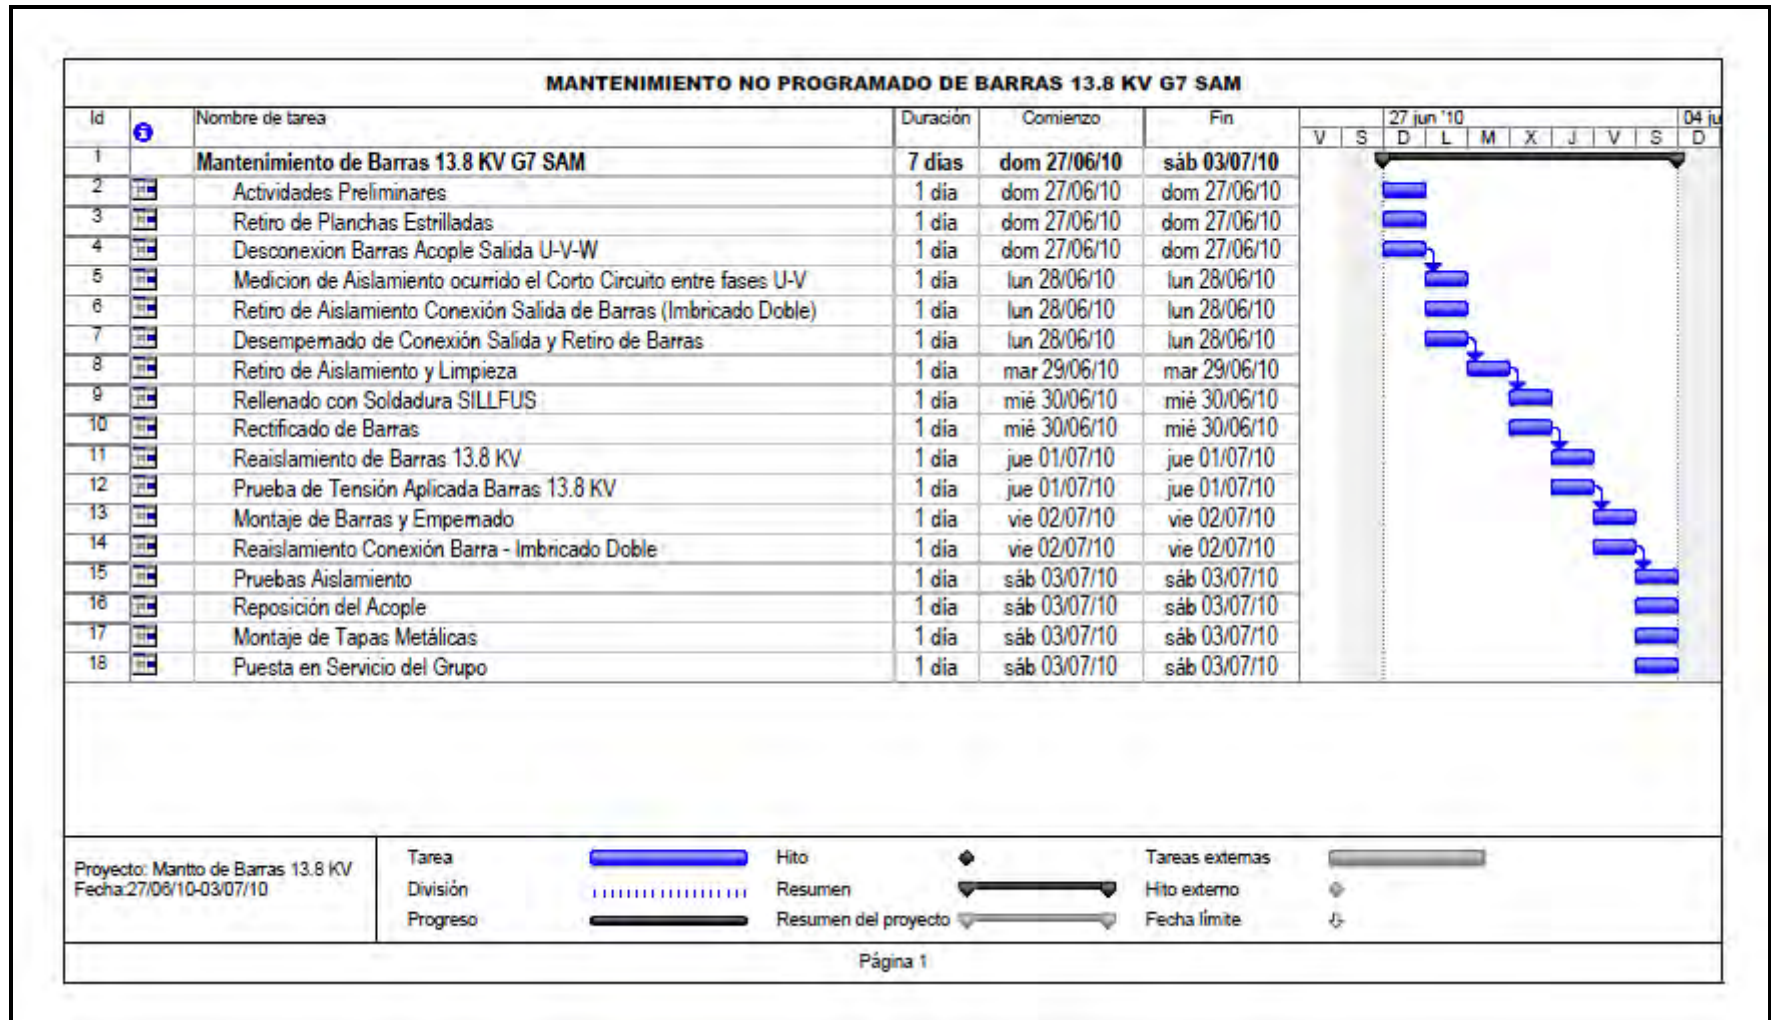 MANTENIMIENTO NO PROGRAMADO DE BARRAS 13.8 KV G7 SAM
Id Nombre de tarea Duración Comienzo Fin 27 jun '10 04 ju
V S D L M X J V S D
1 Mantenimiento de Barras 13.8 KV G7 SAM 7 días dom 27/06/10 sáb 03/07/10
2 Actividades Preliminares 1 día dom 27/06/10 dom 27/06/10
3 Retiro de Planchas Estrilladas 1 día dom 27/06/10 dom 27/06/10
4 Desconexion Barras Acople Salida U-V-W 1 día dom 27/06/10 dom 27/06/10
5 Medicion de Aislamiento ocurrido el Corto Circuito entre fases U-V 1 día lun 28/06/10 lun 28/06/10
6 Retiro de Aislamiento Conexión Salida de Barras (Imbricado Doble) 1 día lun 28/06/10 lun 28/06/10
7 Desempernado de Conexión Salida y Retiro de Barras 1 día lun 28/06/10 lun 28/06/10
8 Retiro de Aislamiento y Limpieza 1 día mar 29/06/10 mar 29/06/10
9 Rellenado con Soldadura SILLFUS 1 día mié 30/06/10 mié 30/06/10
10 Rectificado de Barras 1 día mié 30/06/10 mié 30/06/10
11 Reaislamiento de Barras 13.8 KV 1 día jue 01/07/10 jue 01/07/10
12 Prueba de Tensión Aplicada Barras 13.8 KV 1 día jue 01/07/10 jue 01/07/10
13 Montaje de Barras y Empernado 1 día vie 02/07/10 vie 02/07/10
14 Reaislamiento Conexión Barra - Imbricado Doble 1 día vie 02/07/10 vie 02/07/10
15 Pruebas Aislamiento 1 día sáb 03/07/10 sáb 03/07/10
16 Reposición del Acople 1 día sáb 03/07/10 sáb 03/07/10
17 Montaje de Tapas Metálicas 1 día sáb 03/07/10 sáb 03/07/10
18 Puesta en Servicio del Grupo 1 día sáb 03/07/10 sáb 03/07/10
Proyecto: Mantto de Barras 13.8 KV
Fecha:27/06/10-03/07/10
Tarea Hito Tareas externas
División Resumen Hito externo
Progreso Resumen del proyecto Fecha límite
Página 1